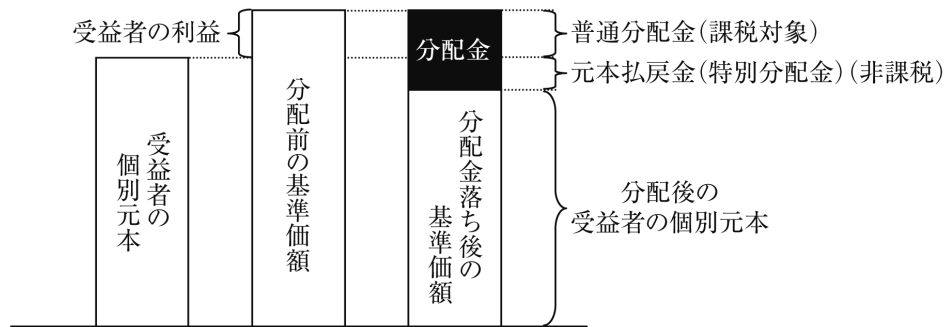 受益者の利益
受益者の
個別元本
分配前の基準価額
分配金
分配金落ち後の
基準価額
普通分配金(課税対象)
元本払戻金(特別分配金)(非課税)
分配後の
受益者の個別元本